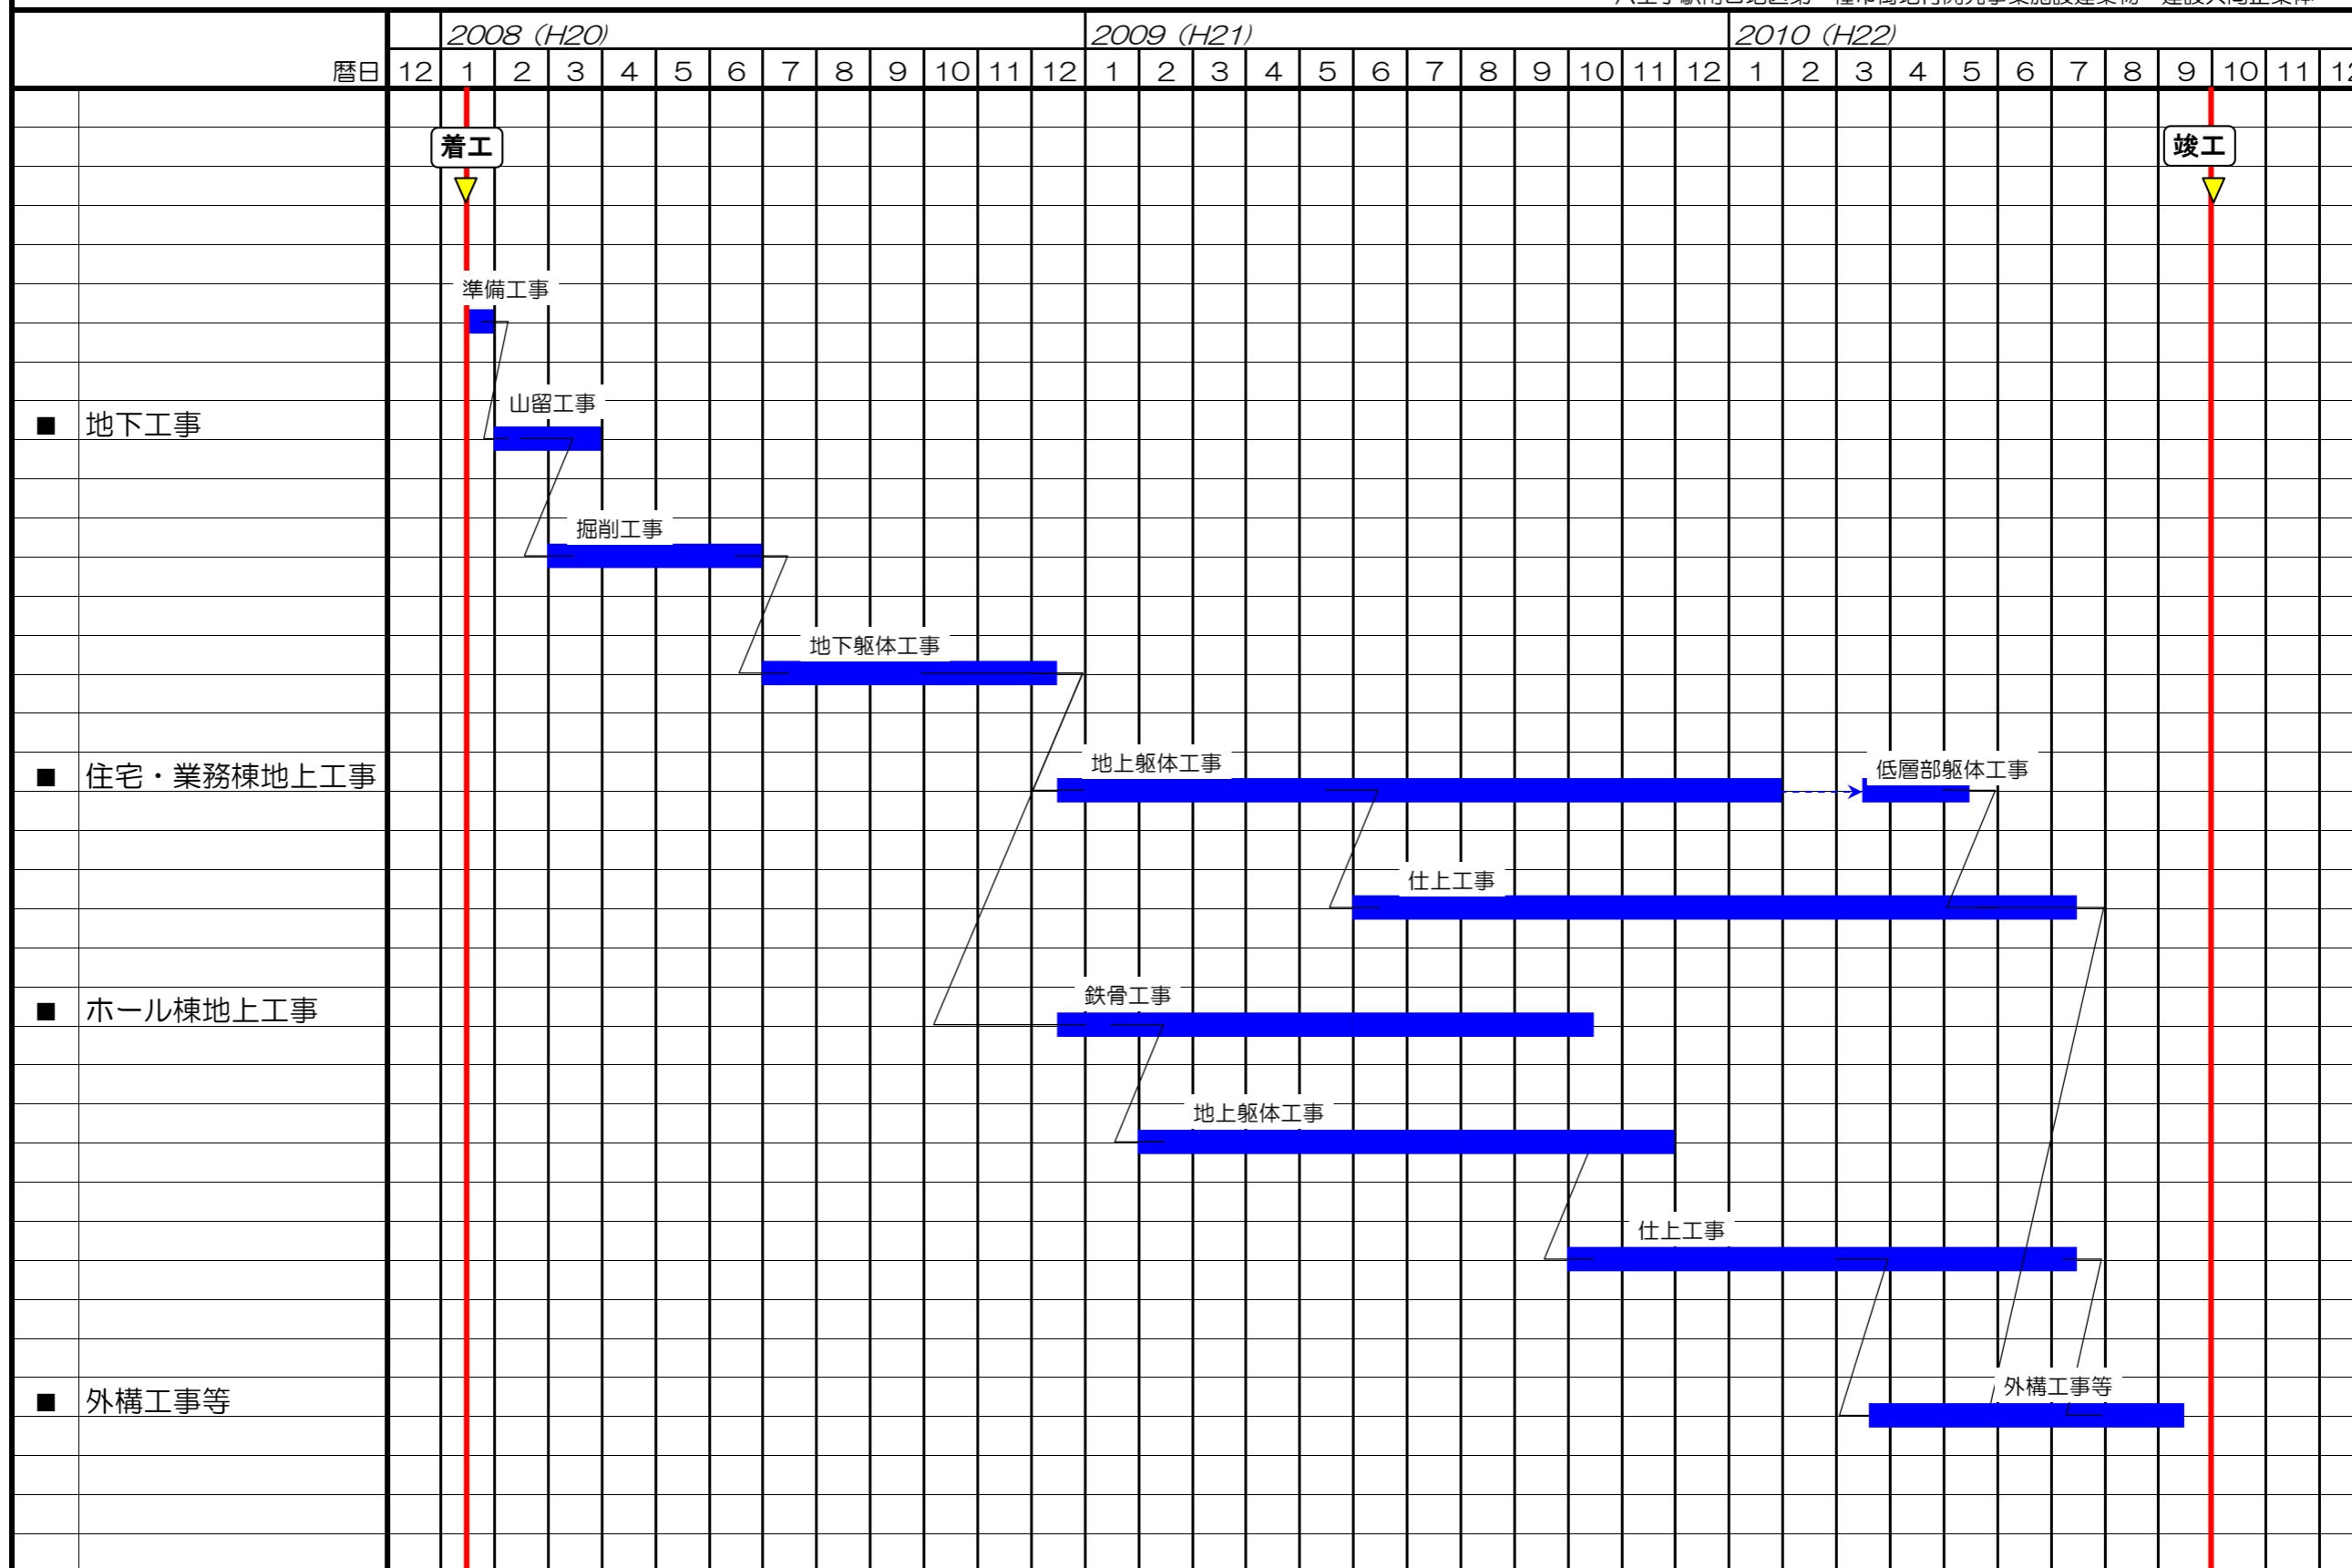 2008 (H20) 2009 (H21) 2010 (H22)
暦日 12 1 2 3 4 5 6 7 8 9 10 11 12 1 2 3 4 5 6 7 8 9 10 11 12 1 2 3 4 5 6 7 8 9 10 11
着工 竣工
準備工事
山留工事
■ 地下工事
掘削工事
地下躯体工事
地上躯体工事 低層部躯体工事
■ 住宅・業務棟地上工事
仕上工事
鉄骨工事
■ ホール棟地上工事
地上躯体工事
仕上工事
外構工事等
■ 外構工事等